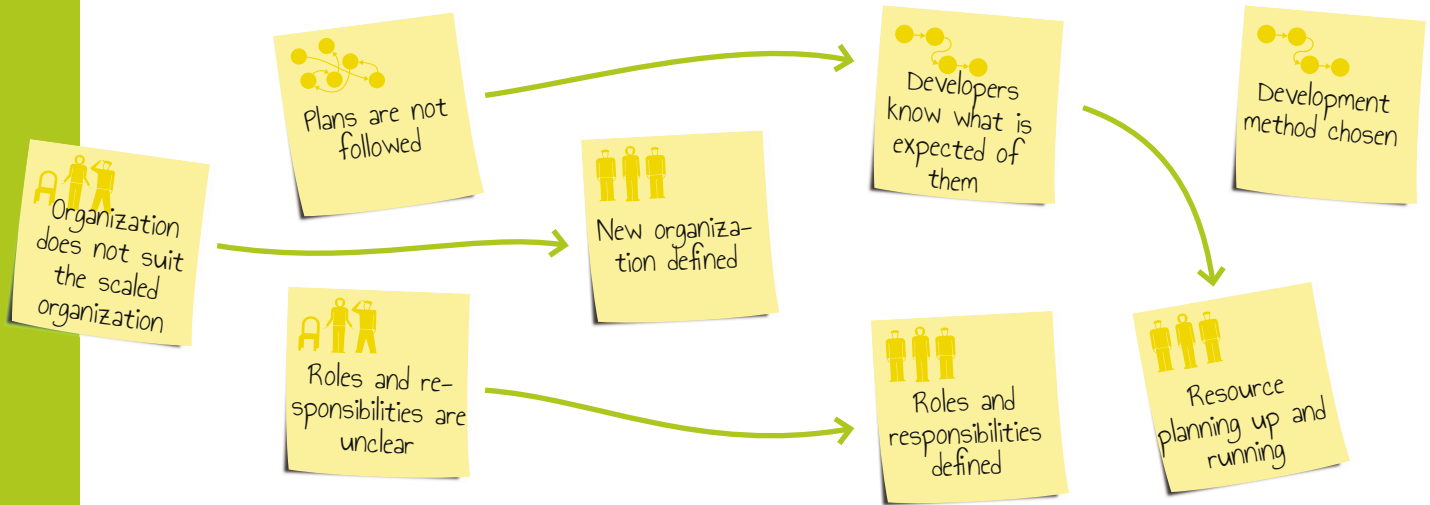 Plans are not
followed
Developers
know what is
expected of
them
Development
method chosen
Organization
does not suit
the scaled
organization
New organiza-
tion defined
Roles and re-
sponsibilities are
unclear
Roles and
responsibilities
defined
Resource
planning up and
running